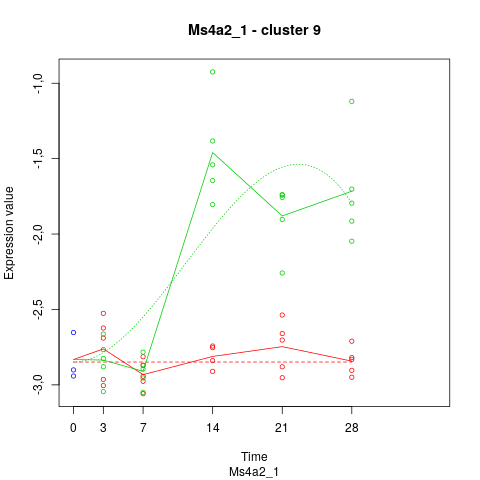 Ms4a2_1 - cluster 9
Expression value
-1,0
-1,5
-2,0
-2,5
-3,0
0 3 7 14 21 28
Time
Ms4a2_1